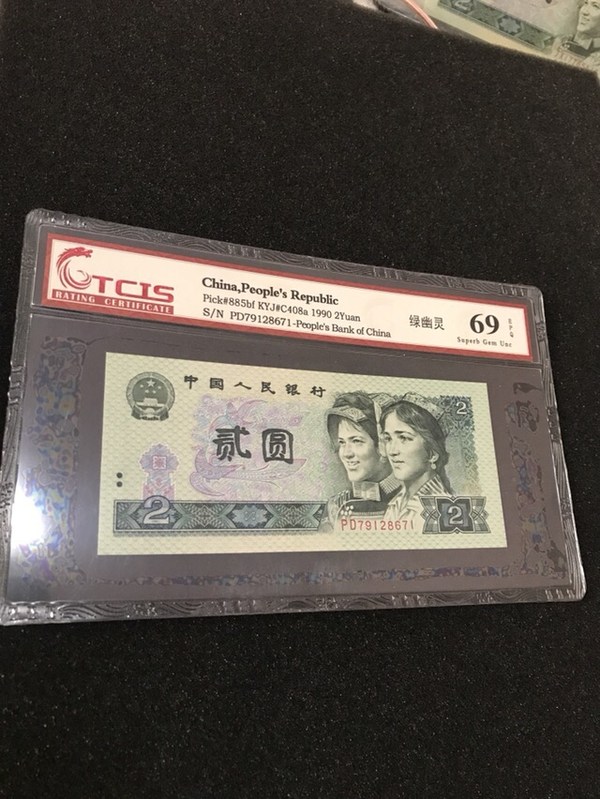 TCIS
RATING CERTIFICATE
China,People's Republic
Pick#885bf KYJ#C408a 1990 2Yuan
S/N PD79128671-People's Bank of China
绿幽灵
69
EPQ
Superb Gem Unc
中国人民银行
贰圆
2
2
2
PD79128671